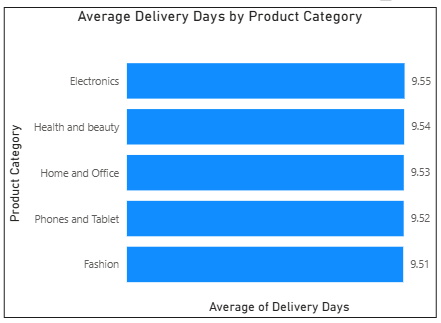 Average Delivery Days by Product Category
Product Category
Electronics 9.55
Health and beauty 9.54
Home and Office 9.53
Phones and Tablet 9.52
Fashion 9.51
Average of Delivery Days